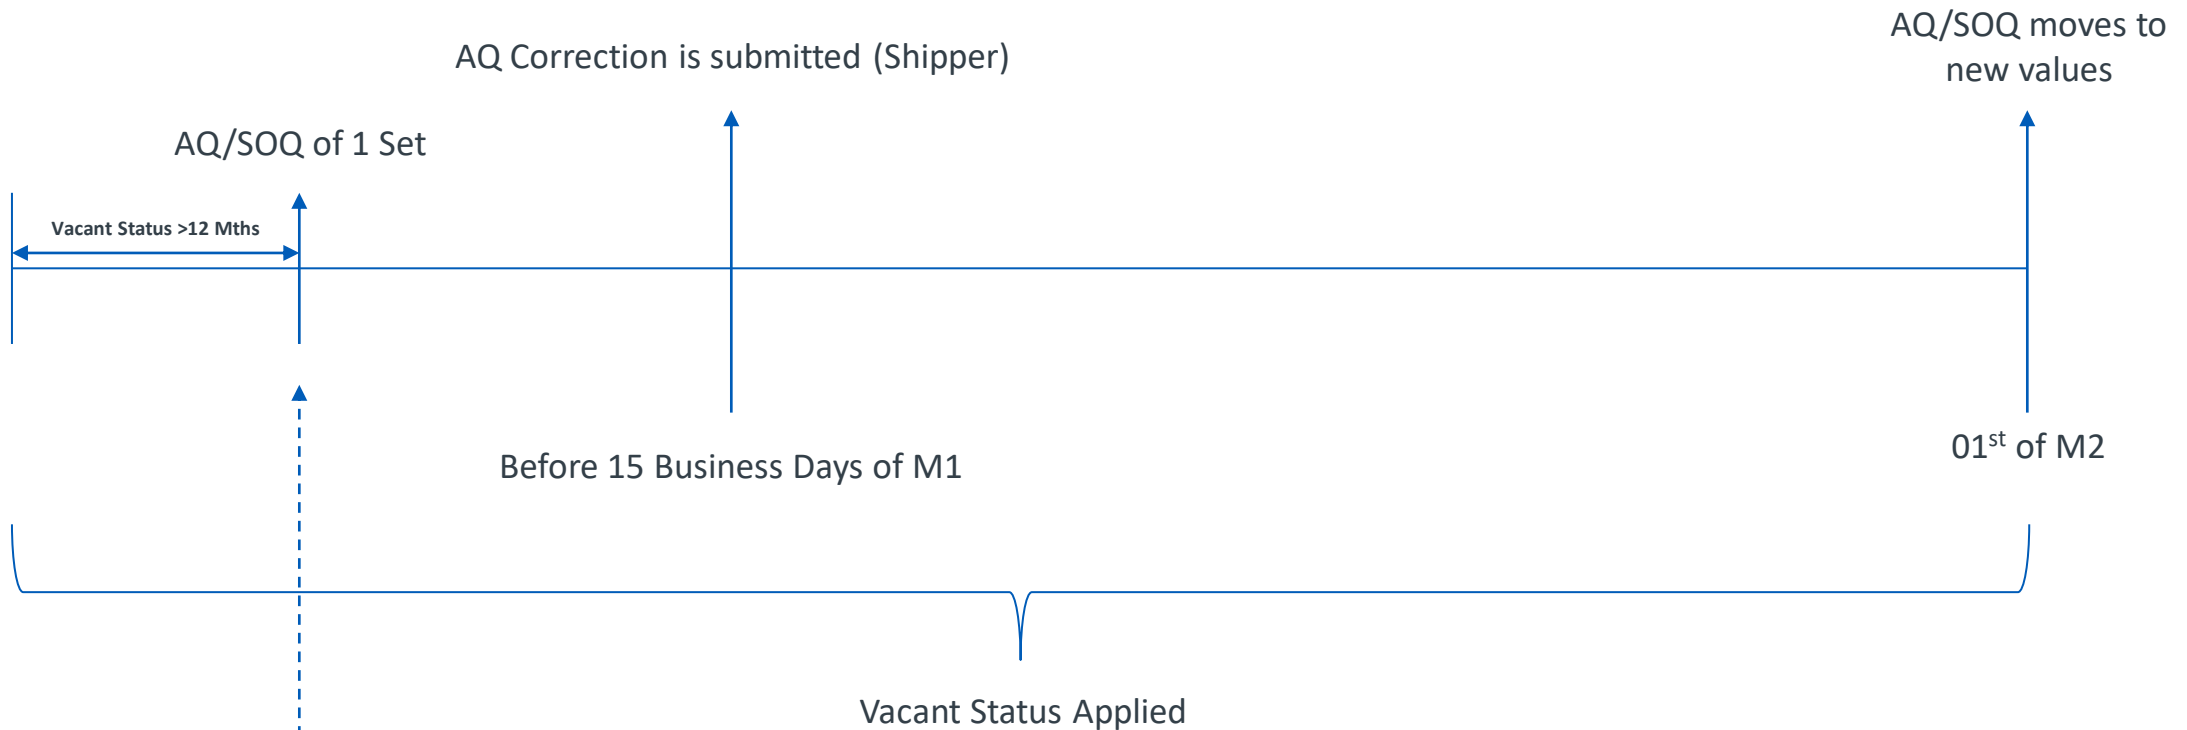 AQ/SOQ moves to
new values
AQ Correction is submitted (Shipper)
AQ/SOQ of 1 Set
Vacant Status >12 Mths
Before 15 Business Days of M1
01st of M2
Vacant Status Applied